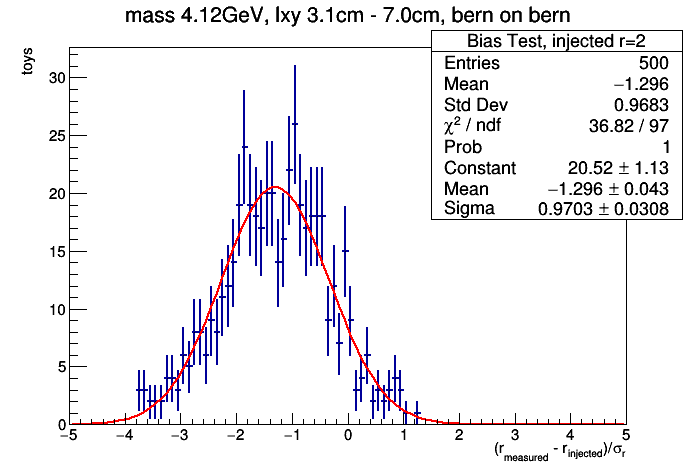 mass 4.12GeV, lxy 3.1cm - 7.0cm, bern on bern
Bias Test, injected r=2
Entries 500
Mean −1.296
Std Dev 0.9683
χ² / ndf 36.82 / 97
Prob 1
Constant 20.52 ± 1.13
Mean −1.296 ± 0.043
Sigma 0.9703 ± 0.0308
toys
30
25
20
15
10
5
0
−5 −4 −3 −2 −1 0 1 2 3 4 5
(r_measured - r_injected)/σ_r